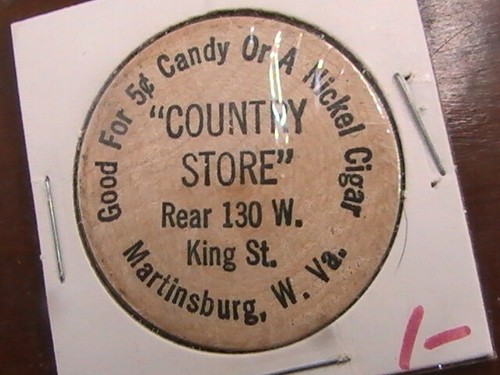 Good For 5¢ Candy Or A Nickel Cigar
"COUNTRY
STORE"
Rear 130 W.
King St.
Martinsburg, W. Va.
1-